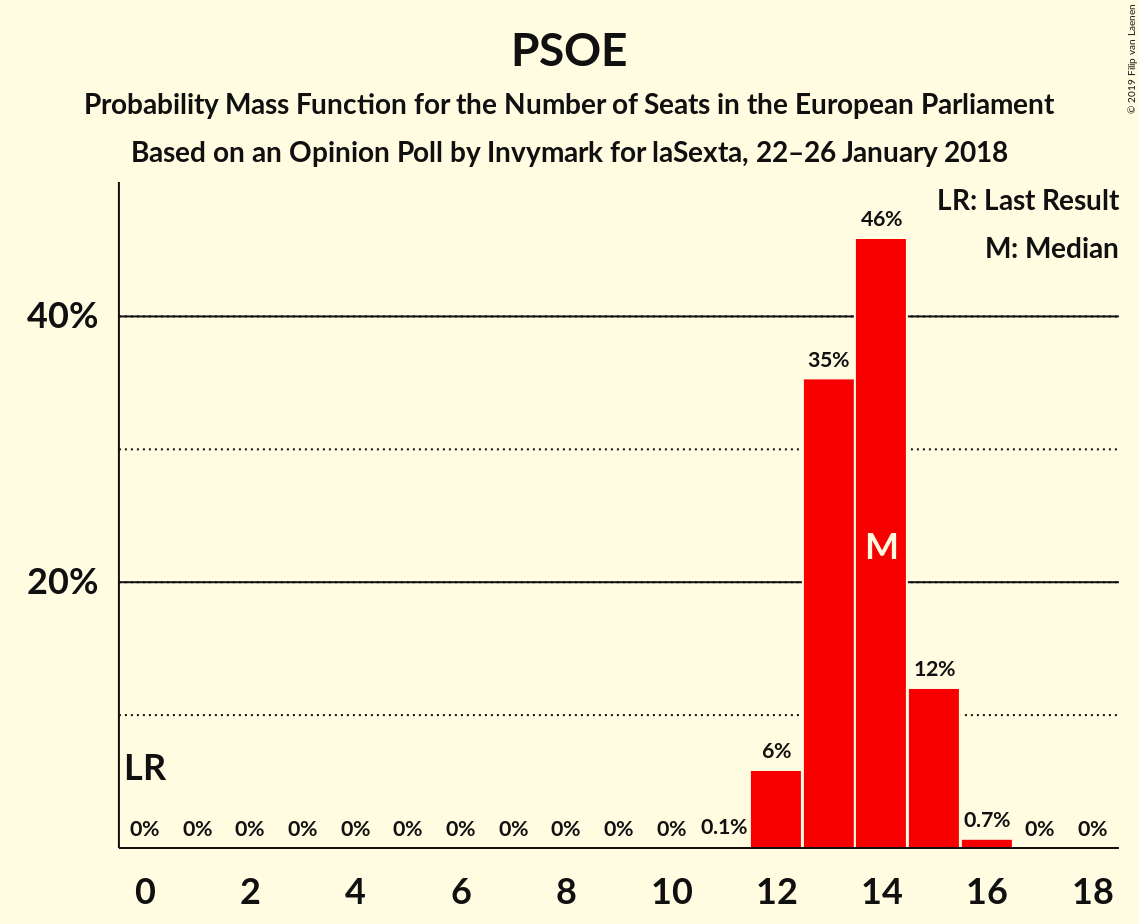 PSOE
Probability Mass Function for the Number of Seats in the European Parliament
Based on an Opinion Poll by Invymark for laSexta, 22–26 January 2018
© 2019 Filip van Laenen
LR: Last Result
M: Median
46%
40%
35%
M
20%
12%
6%
LR
0% 0% 0% 0% 0% 0% 0% 0% 0% 0% 0% 0.1% 0.7% 0% 0%
0 2 4 6 8 10 12 14 16 18